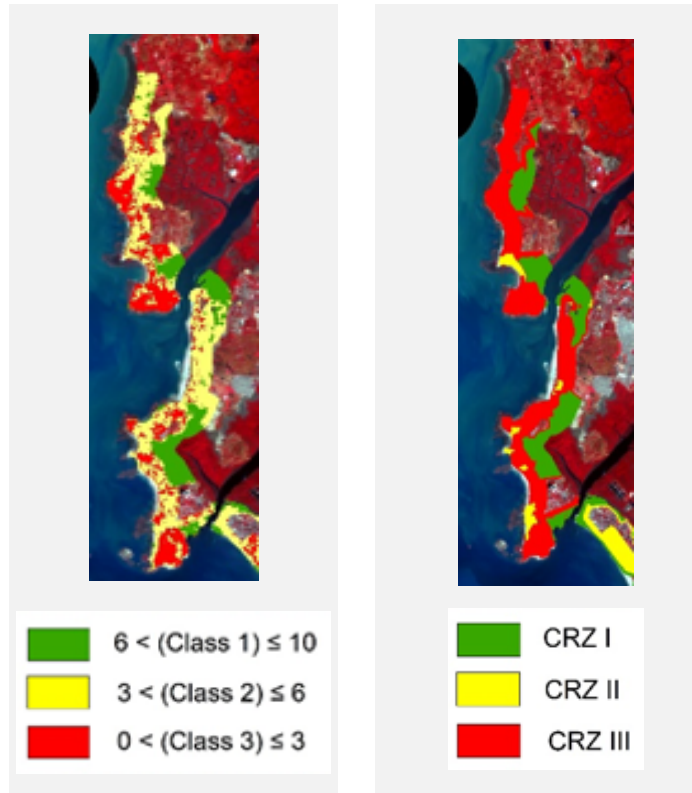 6 < (Class 1) ≤ 10
3 < (Class 2) ≤ 6
0 < (Class 3) ≤ 3
CRZ I
CRZ II
CRZ III